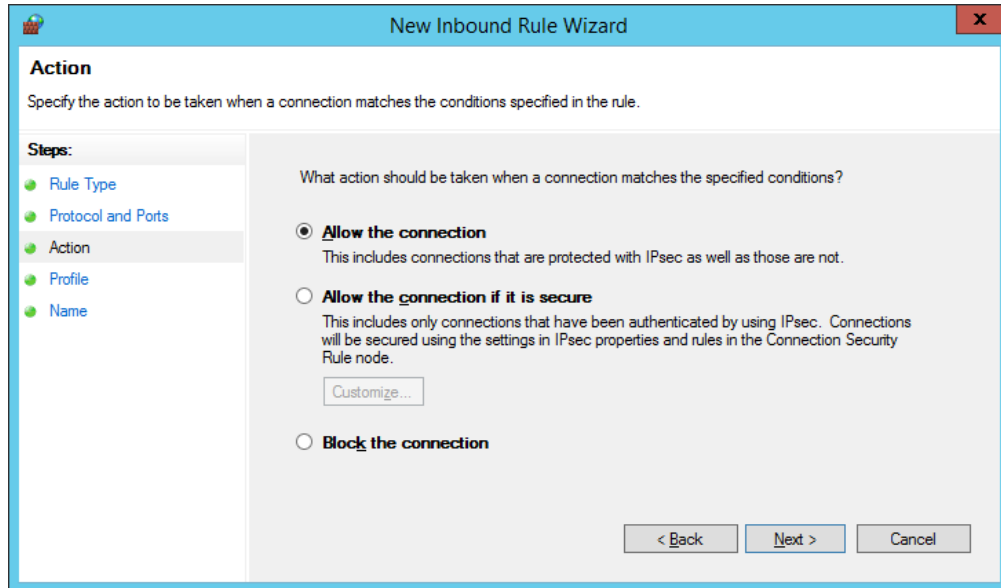 New Inbound Rule Wizard
X
Action
Specify the action to be taken when a connection matches the conditions specified in the rule.
Steps:
Rule Type
Protocol and Ports
Action
Profile
Name
What action should be taken when a connection matches the specified conditions?
Allow the connection
This includes connections that are protected with IPsec as well as those are not.
Allow the connection if it is secure
This includes only connections that have been authenticated by using IPsec. Connections
will be secured using the settings in IPsec properties and rules in the Connection Security
Rule node.
Customize...
Block the connection
< Back
Next >
Cancel